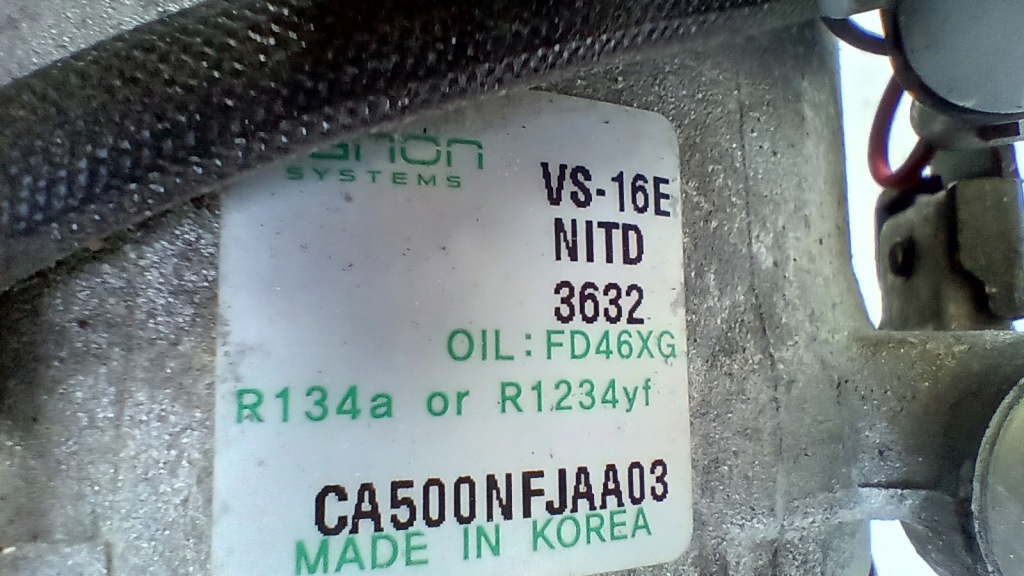 SYSTEMS
VS-16E
NITD
3632
OIL:FD46XG
R134a or R1234yf
CA500NFJAA03
MADE IN KOREA